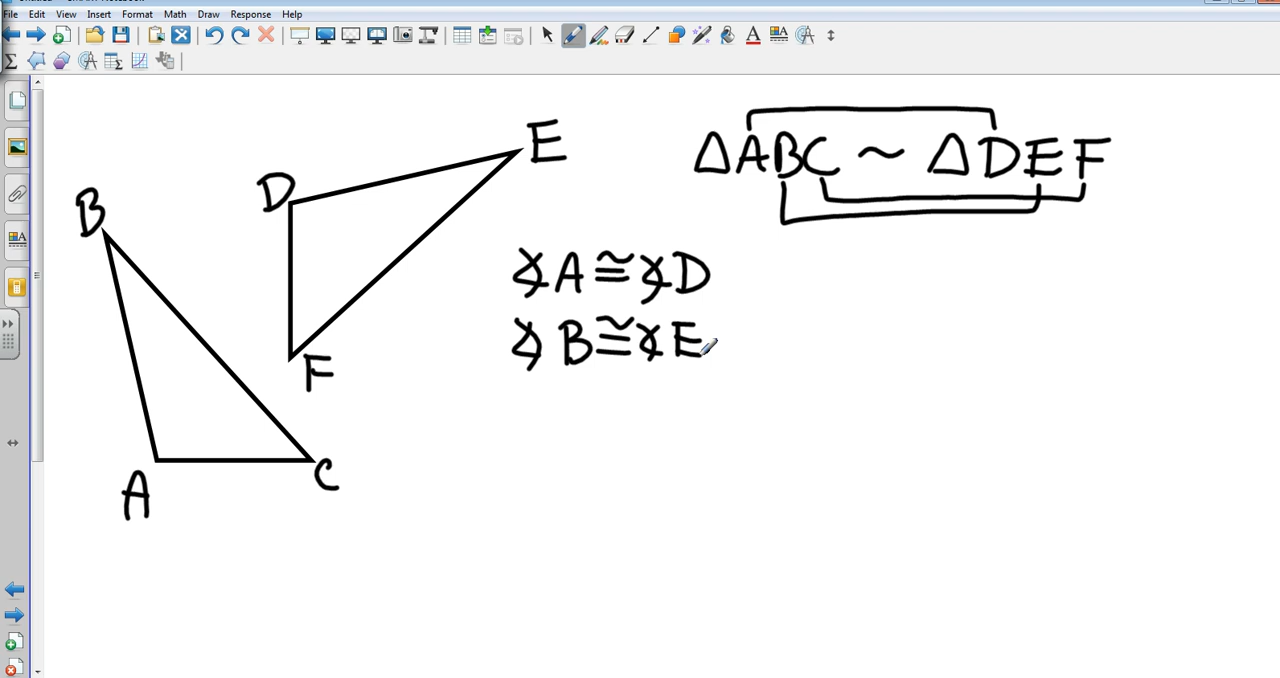 File Edit View Insert Format Math Draw Response Help
E
D
B
F
A
C
ΔABC ~ ΔDEF
∢A≅∢D
∢B≅∢E